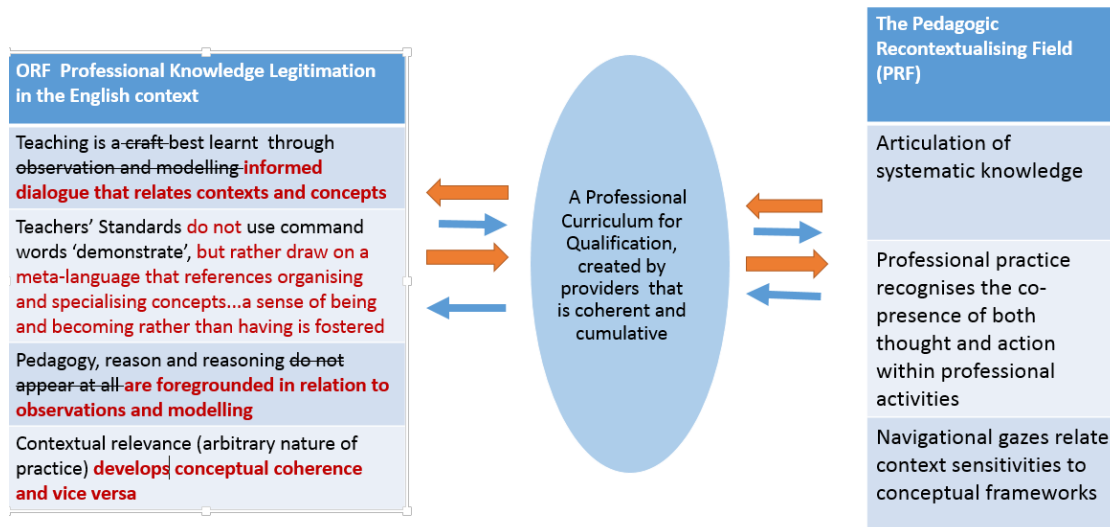 ORF Professional Knowledge Legitimation
in the English context
Teaching is a craft best learnt through
observation and modelling informed
dialogue that relates contexts and concepts
Teachers’ Standards do not use command
words ‘demonstrate’, but rather draw on a
meta-language that references organising
and specialising concepts...a sense of being
and becoming rather than having is fostered
Pedagogy, reason and reasoning do not
appear at all are foregrounded in relation to
observations and modelling
Contextual relevance (arbitrary nature of
practice) develops conceptual coherence
and vice versa
A Professional
Curriculum for
Qualification,
created by
providers that
is coherent and
cumulative
The Pedagogic
Recontextualising Field
(PRF)
Articulation of
systematic knowledge
Professional practice
recognises the co-
presence of both
thought and action
within professional
activities
Navigational gazes relate
context sensitivities to
conceptual frameworks